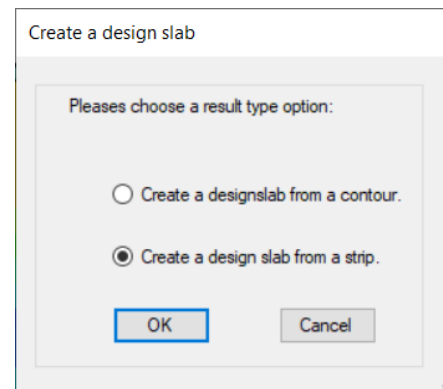 Create a design slab
Pleases choose a result type option:
Create a designslab from a contour.
Create a design slab from a strip.
OK Cancel